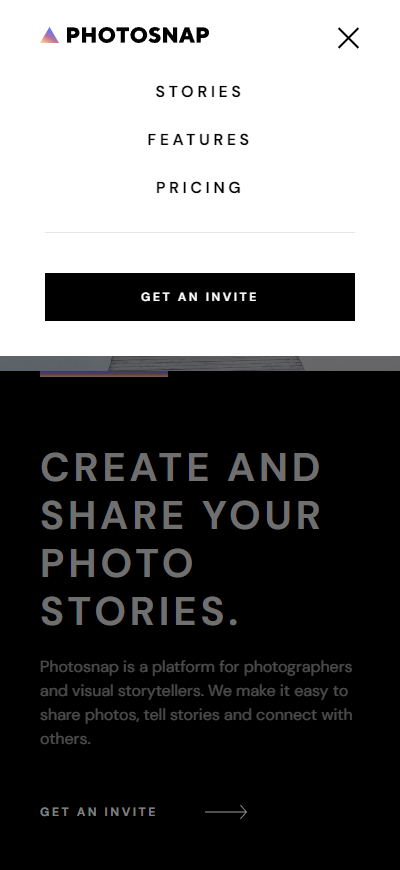 PHOTOSNAP
STORIES
FEATURES
PRICING
GET AN INVITE
CREATE AND
SHARE YOUR
PHOTO
STORIES.
Photosnap is a platform for photographers
and visual storytellers. We make it easy to
share photos, tell stories and connect with
others.
GET AN INVITE